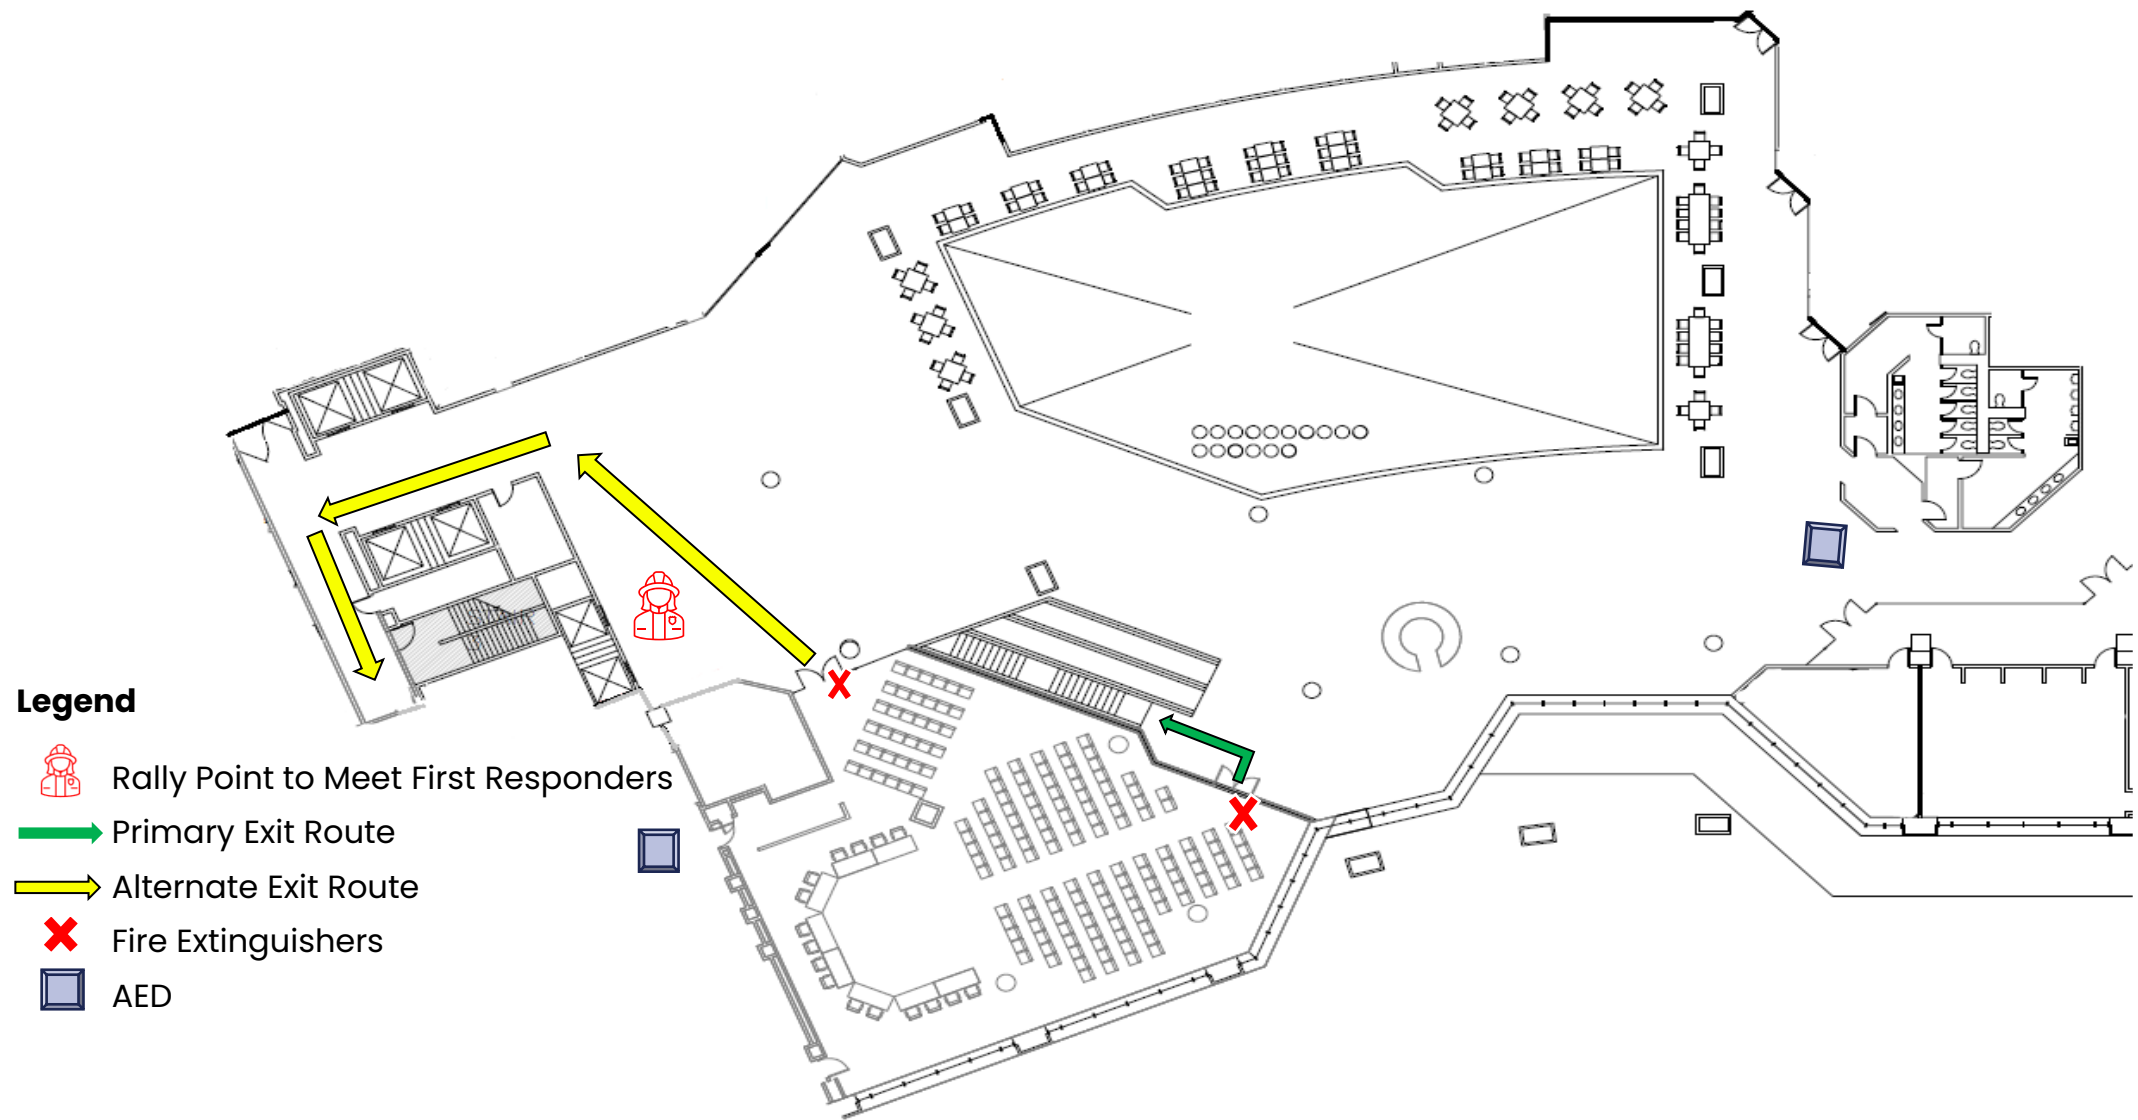 Legend
Rally Point to Meet First Responders
Primary Exit Route
Alternate Exit Route
Fire Extinguishers
AED